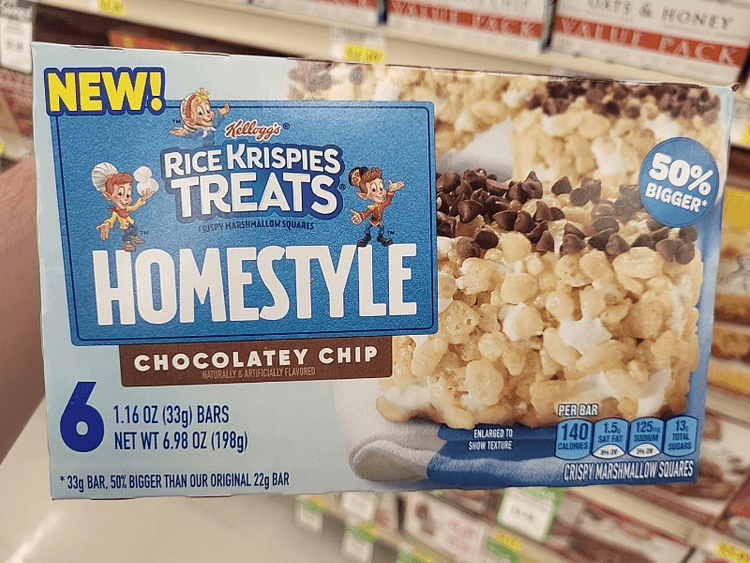 VALUE PACK
OATS & HONEY
VALUE PACK
NEW!
Kellogg's®
RICE KRISPIES
TREATS®
CRISPY MARSHMALLOW SQUARES
HOMESTYLE
CHOCOLATEY CHIP
NATURALLY & ARTIFICIALLY FLAVORED
50%
BIGGER*
6
1.16 OZ (33g) BARS
NET WT 6.98 OZ (198g)
*33g BAR, 50% BIGGER THAN OUR ORIGINAL 22g BAR
ENLARGED TO
SHOW TEXTURE
PER BAR
140
CALORIES
1.5g
SAT FAT
125mg
SODIUM
13g
TOTAL
SUGARS
CRISPY MARSHMALLOW SQUARES